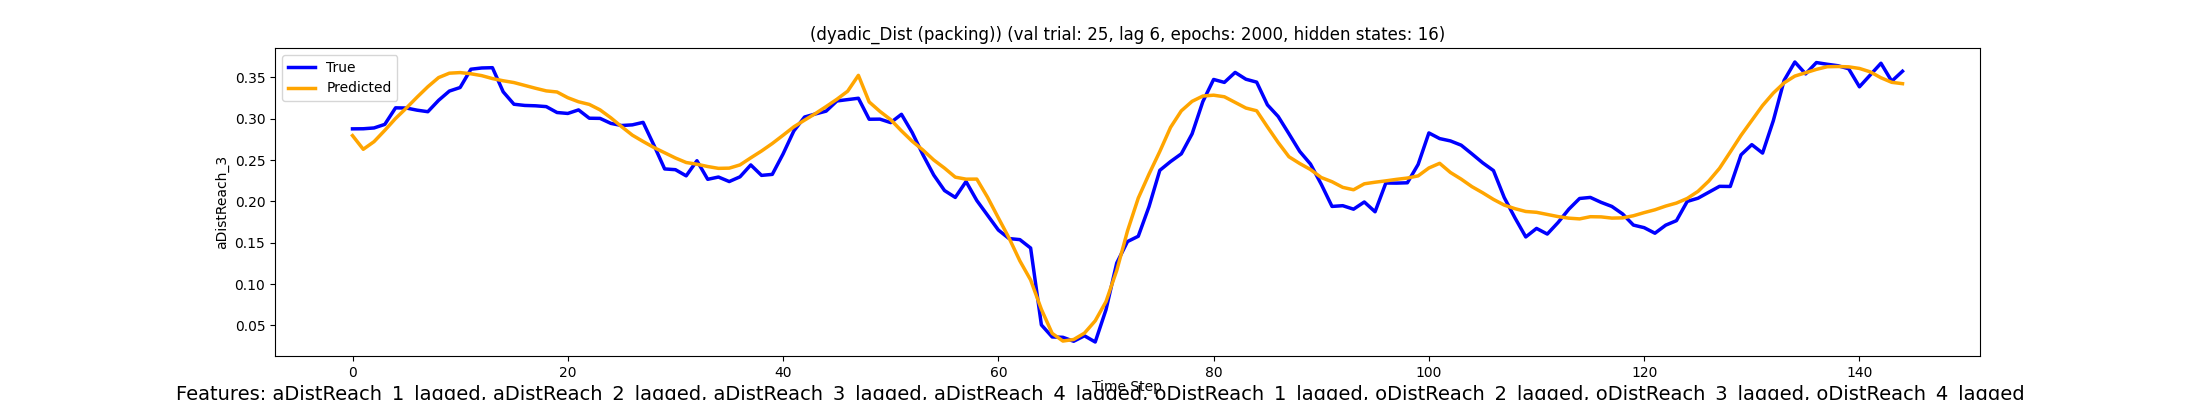 (dyadic_Dist (packing)) (val trial: 25, lag 6, epochs: 2000, hidden states: 16)
True
Predicted
0.35
0.30
0.25
0.20
0.15
0.10
0.05
aDistReach_3
0 20 40 60 80 100 120 140
Time Step
Features: aDistReach_1_lagged, aDistReach_2_lagged, aDistReach_3_lagged, aDistReach_4_lagged, oDistReach_1_lagged, oDistReach_2_lagged, oDistReach_3_lagged, oDistReach_4_lagged